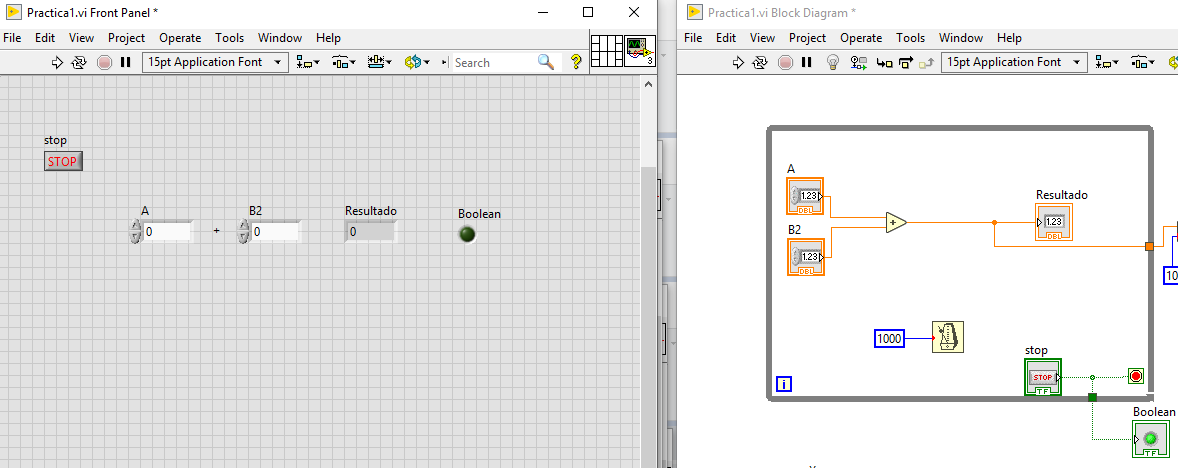 Practica1.vi Front Panel *
File Edit View Project Operate Tools Window Help
15pt Application Font
Search
?
3
stop
STOP
A
B2
Resultado
Boolean
0
+
0
0
Practica1.vi Block Diagram *
File Edit View Project Operate Tools Window Help
15pt Application Font
A
1.23
DBL
B2
1.23
DBL
+
Resultado
1.23
DBL
10
1000
stop
STOP
TF
i
Boolean
TF